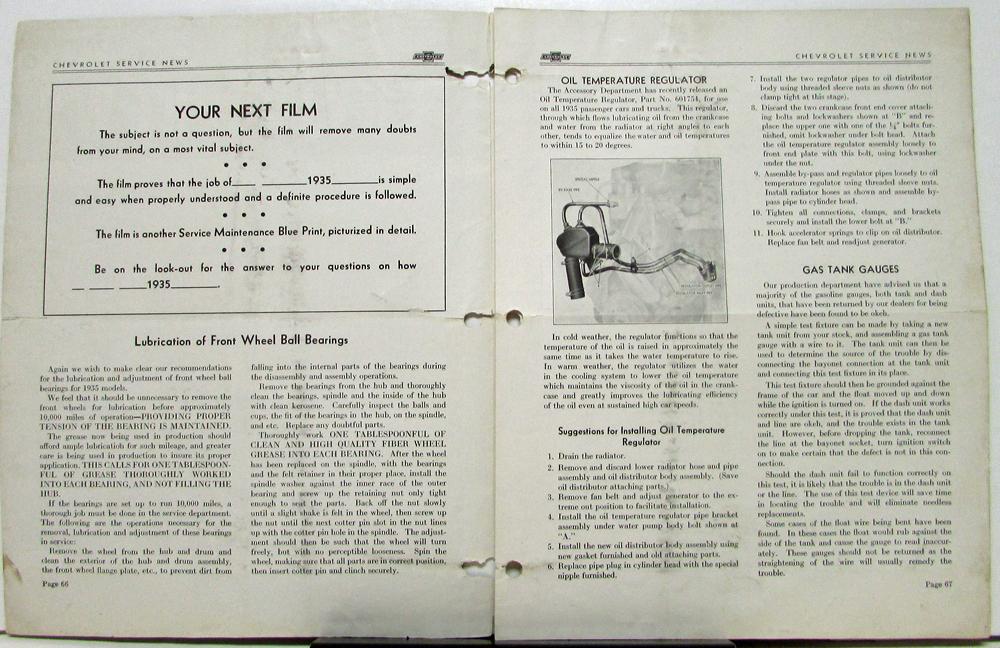 CHEVROLET SERVICE NEWS
YOUR NEXT FILM
The subject is not a question, but the film will remove many doubts
from your mind, on a most vital subject.
• • •
The film proves that the job of____ _____________1935_____________is simple
and easy when properly understood and a definite procedure is followed.
• • •
The film is another Service Maintenance Blue Print, picturized in detail.
• • •
Be on the look-out for the answer to your questions on how
__ ____ _____1935________.
Lubrication of Front Wheel Ball Bearings
Again we wish to make clear our recommendations
for the lubrication and adjustment of front wheel ball
bearings for 1935 models.
We feel that it should be unnecessary to remove the
front wheels for lubrication before approximately
10,000 miles of operation—PROVIDING PROPER
TENSION OF THE BEARING IS MAINTAINED.
The grease now being used in production should
afford ample lubrication for such mileage, and greater
care is being used in production to insure its proper
application. THIS CALLS FOR ONE TABLESPOON-
FUL OF GREASE THOROUGHLY WORKED
INTO EACH BEARING, AND NOT FILLING THE
HUB.
If the bearings are set up to run 10,000 miles, a
thorough job must be done in the service department.
The following are the operations necessary for the
removal, lubrication and adjustment of these bearings
in service:
Remove the wheel from the hub and drum and
clean the exterior of the hub and drum assembly,
the front wheel flange plate, etc., to prevent dirt from
Page 66
falling into the internal parts of the bearings during
the disassembly and assembly operations.
Remove the bearings from the hub and thoroughly
clean the bearings, spindle and the inside of the hub
with clean kerosene. Carefully inspect the balls and
cups, the fit of the bearings in the hub, on the spindle,
and etc. Replace any doubtful parts.
Thoroughly work ONE TABLESPOONFUL OF
CLEAN AND HIGH QUALITY FIBER WHEEL
GREASE INTO EACH BEARING. After the wheel
has been replaced on the spindle, with the bearings
and the felt retainer in their proper place, install the
spindle washer against the inner race of the outer
bearing and screw up the retaining nut only tight
enough to seat the parts. Back off the nut slowly
until a slight shake is felt in the wheel, then screw up
the nut until the next cotter pin slot in the nut lines
up with the cotter pin hole in the spindle. The adjust-
ment should then be such that the wheel will turn
freely, but with no perceptible looseness. Spin the
wheel, making sure that all parts are in correct position,
then insert cotter pin and clinch securely.
CHEVROLET SERVICE NEWS
OIL TEMPERATURE REGULATOR
The Accessory Department has recently released an
Oil Temperature Regulator, Part No. 601754, for use
on all 1935 passenger cars and trucks. This regulator,
through which flows lubricating oil from the crankcase
and water from the radiator at right angles to each
other, tends to equalize the water and oil temperatures
to within 15 to 20 degrees.
SPECIAL NIPPLE
BY-PASS PIPE
REGULATOR OUTLET PIPE
REGULATOR INLET PIPE
In cold weather, the regulator functions so that the
temperature of the oil is raised in approximately the
same time as it takes the water temperature to rise.
In warm weather, the regulator utilizes the water
in the cooling system to lower the oil temperature
which maintains the viscosity of the oil in the crank-
case and greatly improves the lubricating efficiency
of the oil even at sustained high car speeds.
Suggestions for Installing Oil Temperature
Regulator
1. Drain the radiator.
2. Remove and discard lower radiator hose and pipe
assembly and oil distributor body assembly. (Save
oil distributor attaching parts.)
3. Remove fan belt and adjust generator to the ex-
treme out position to facilitate installation.
4. Install the oil temperature regulator pipe bracket
assembly under water pump body bolt shown at
"A."
5. Install the new oil distributor body assembly using
new gasket furnished and old attaching parts.
6. Replace pipe plug in cylinder head with the special
nipple furnished.
7. Install the two regulator pipes to oil distributor
body using threaded sleeve nuts as shown (do not
clamp tight at this stage).
8. Discard the two crankcase front end cover attach-
ing bolts and lockwashers shown at "B" and re-
place the upper one with one of the ¼" bolts fur-
nished, omit lockwasher under bolt head. Attach
the oil temperature regulator assembly loosely to
front end plate with this bolt, using lockwasher
under the nut.
9. Assemble by-pass and regulator pipes loosely to oil
temperature regulator using threaded sleeve nuts.
Install radiator hoses as shown and assemble by-
pass pipe to cylinder head.
10. Tighten all connections, clamps, and brackets
securely and install the lower bolt at "B."
11. Hook accelerator springs to clip on oil distributor.
Replace fan belt and readjust generator.
GAS TANK GAUGES
Our production department have advised us that a
majority of the gasoline gauges, both tank and dash
units, that have been returned by our dealers for being
defective have been found to be okeh.
A simple test fixture can be made by taking a new
tank unit from your stock, and assembling a gas tank
gauge with a wire to it. The tank unit can then be
used to determine the source of the trouble by dis-
connecting the bayonet connection at the tank unit
and connecting this test fixture in its place.
This test fixture should then be grounded against the
frame of the car and the float moved up and down
while the ignition is turned on. If the dash unit works
correctly under this test, it is proved that the dash unit
and line are okeh, and the trouble exists in the tank
unit. However, before dropping the tank, reconnect
the line at the bayonet socket, turn ignition switch
on to make certain that the defect is not in this con-
nection.
Should the dash unit fail to function correctly on
this test, it is likely that the trouble is in the dash unit
or the line. The use of this test device will save time
in locating the trouble and will eliminate needless
replacements.
Some cases of the float wire being bent have been
found. In these cases the float would rub against the
side of the tank and cause the gauge to read inaccur-
ately. These gauges should not be returned as the
straightening of the wire will usually remedy the
trouble.
Page 67